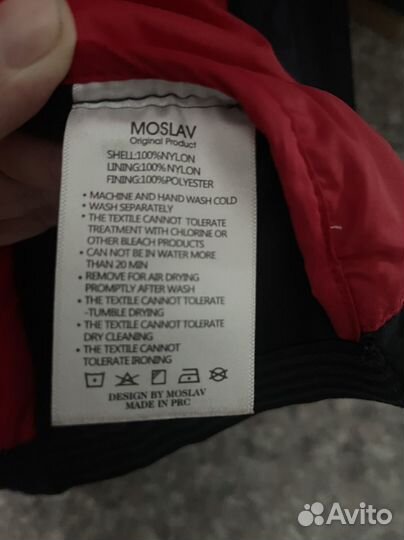 MOSLAV
Original Product
SHELL:100%NYLON
LINING:100%NYLON
FINING:100%POLYESTER
• MACHINE AND HAND WASH COLD
• WASH SEPARATELY
• THE TEXTILE CANNOT TOLERATE
TREATMENT WITH CHLORINE OR
OTHER BLEACH PRODUCTS
• CAN NOT BE IN WATER MORE
THAN 20 MIN
• REMOVE FOR AIR DRYING
PROMPTLY AFTER WASH
• THE TEXTILE CANNOT TOLERATE
-TUMBLE DRYING
• THE TEXTILE CANNOT TOLERATE
DRY CLEANING
• THE TEXTILE CANNOT
TOLERATE IRONING
DESIGN BY MOSLAV
MADE IN PRC
Avito